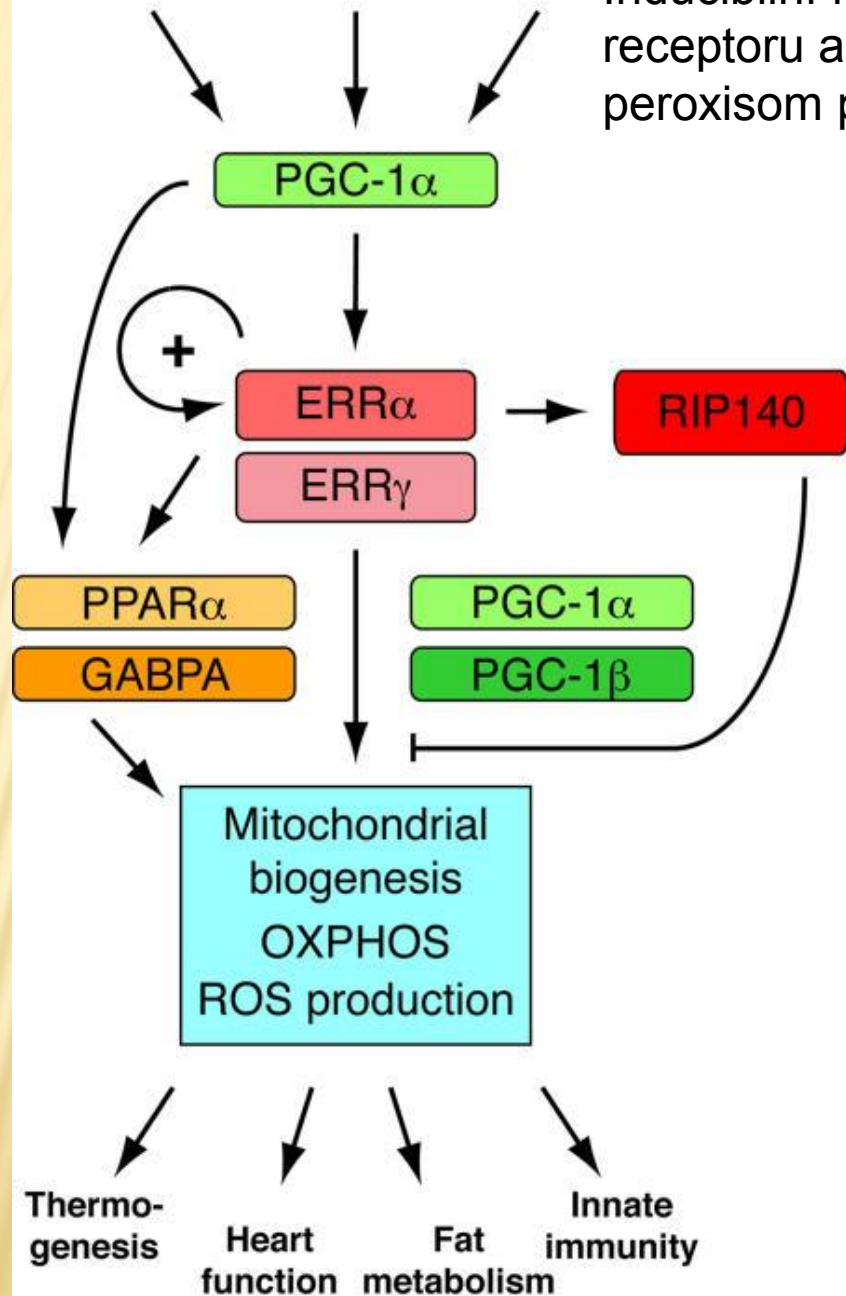 receptoru a
peroxisom p
PGC-1α
+
ERRα
RIP140
ERRγ
PPARα
PGC-1α
GABPA
PGC-1β
Mitochondrial
biogenesis
OXPHOS
ROS production
Thermo-
genesis
Heart
function
Fat
metabolism
Innate
immunity